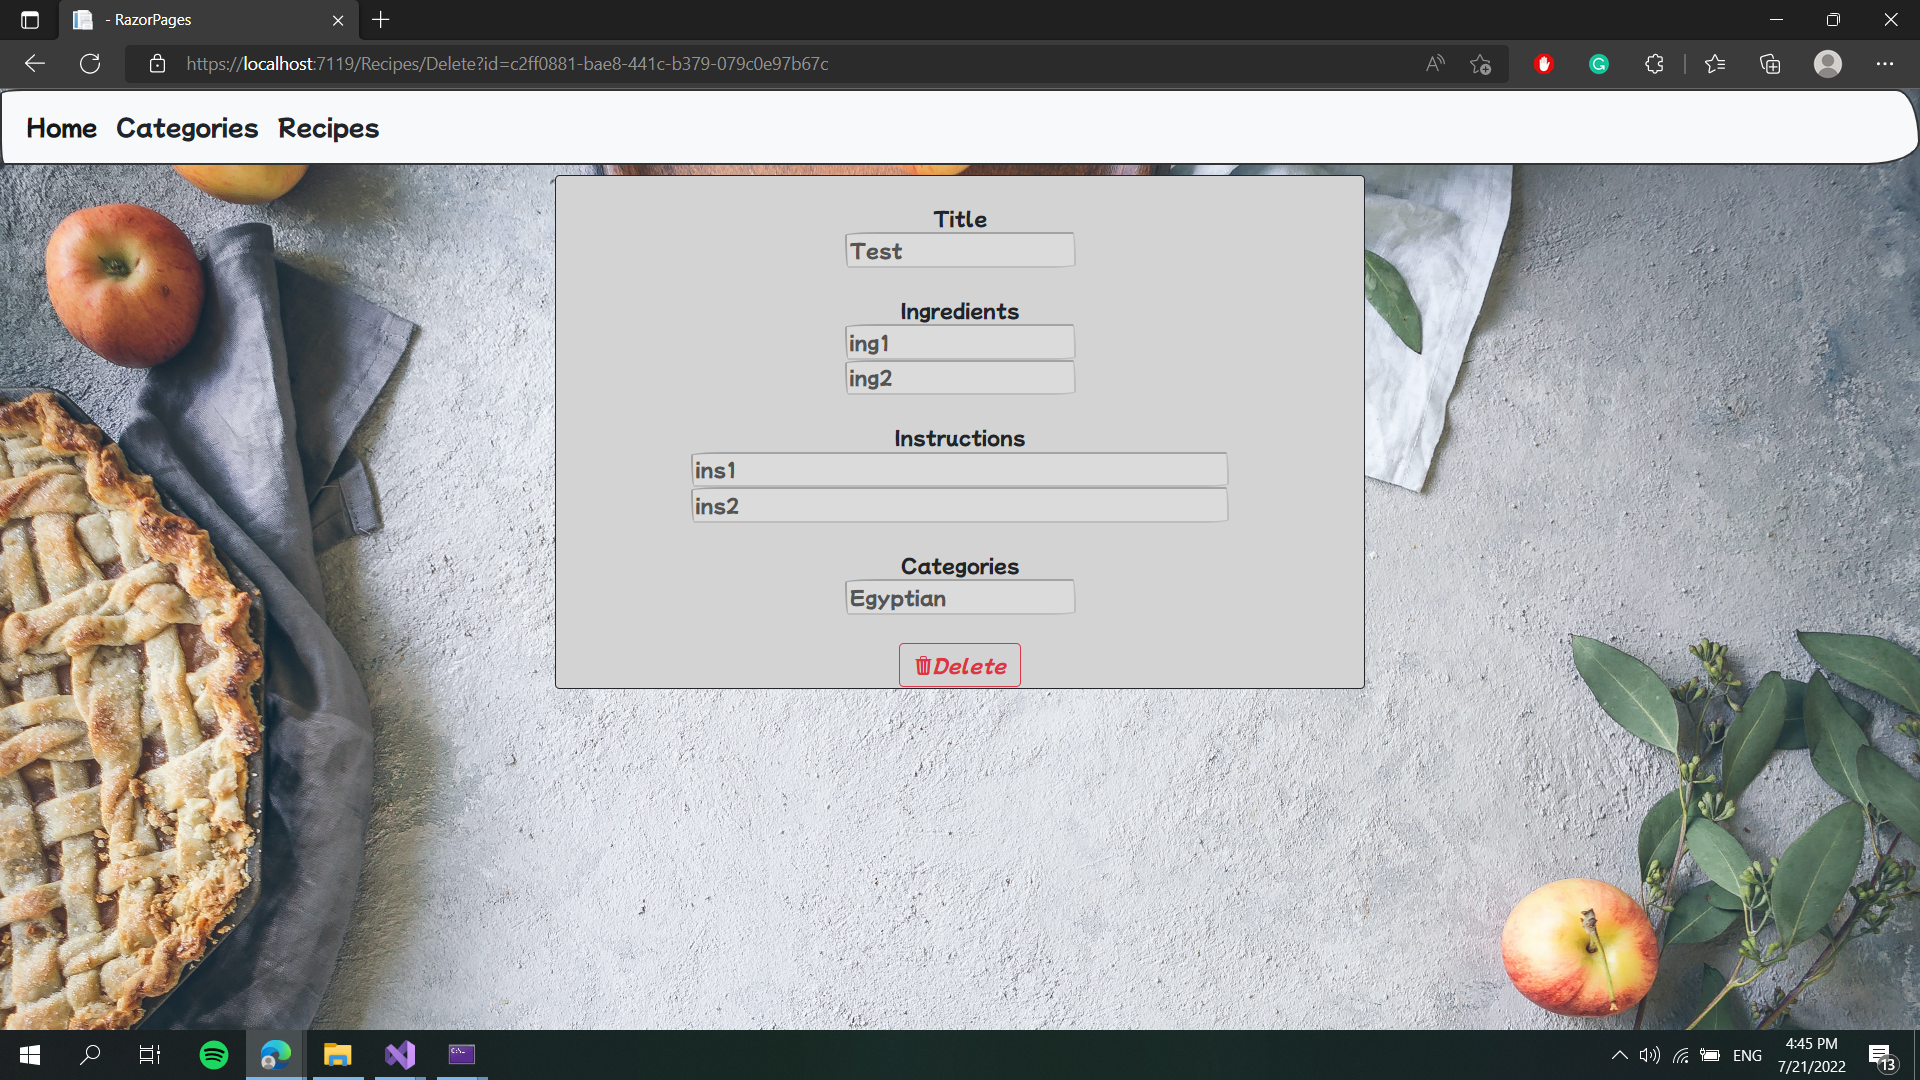 - RazorPages
https://localhost:7119/Recipes/Delete?id=c2ff0881-bae8-441c-b379-079c0e97b67c
Home Categories Recipes
Title
Test
Ingredients
ing1
ing2
Instructions
ins1
ins2
Categories
Egyptian
Delete
ENG
4:45 PM
7/21/2022
13